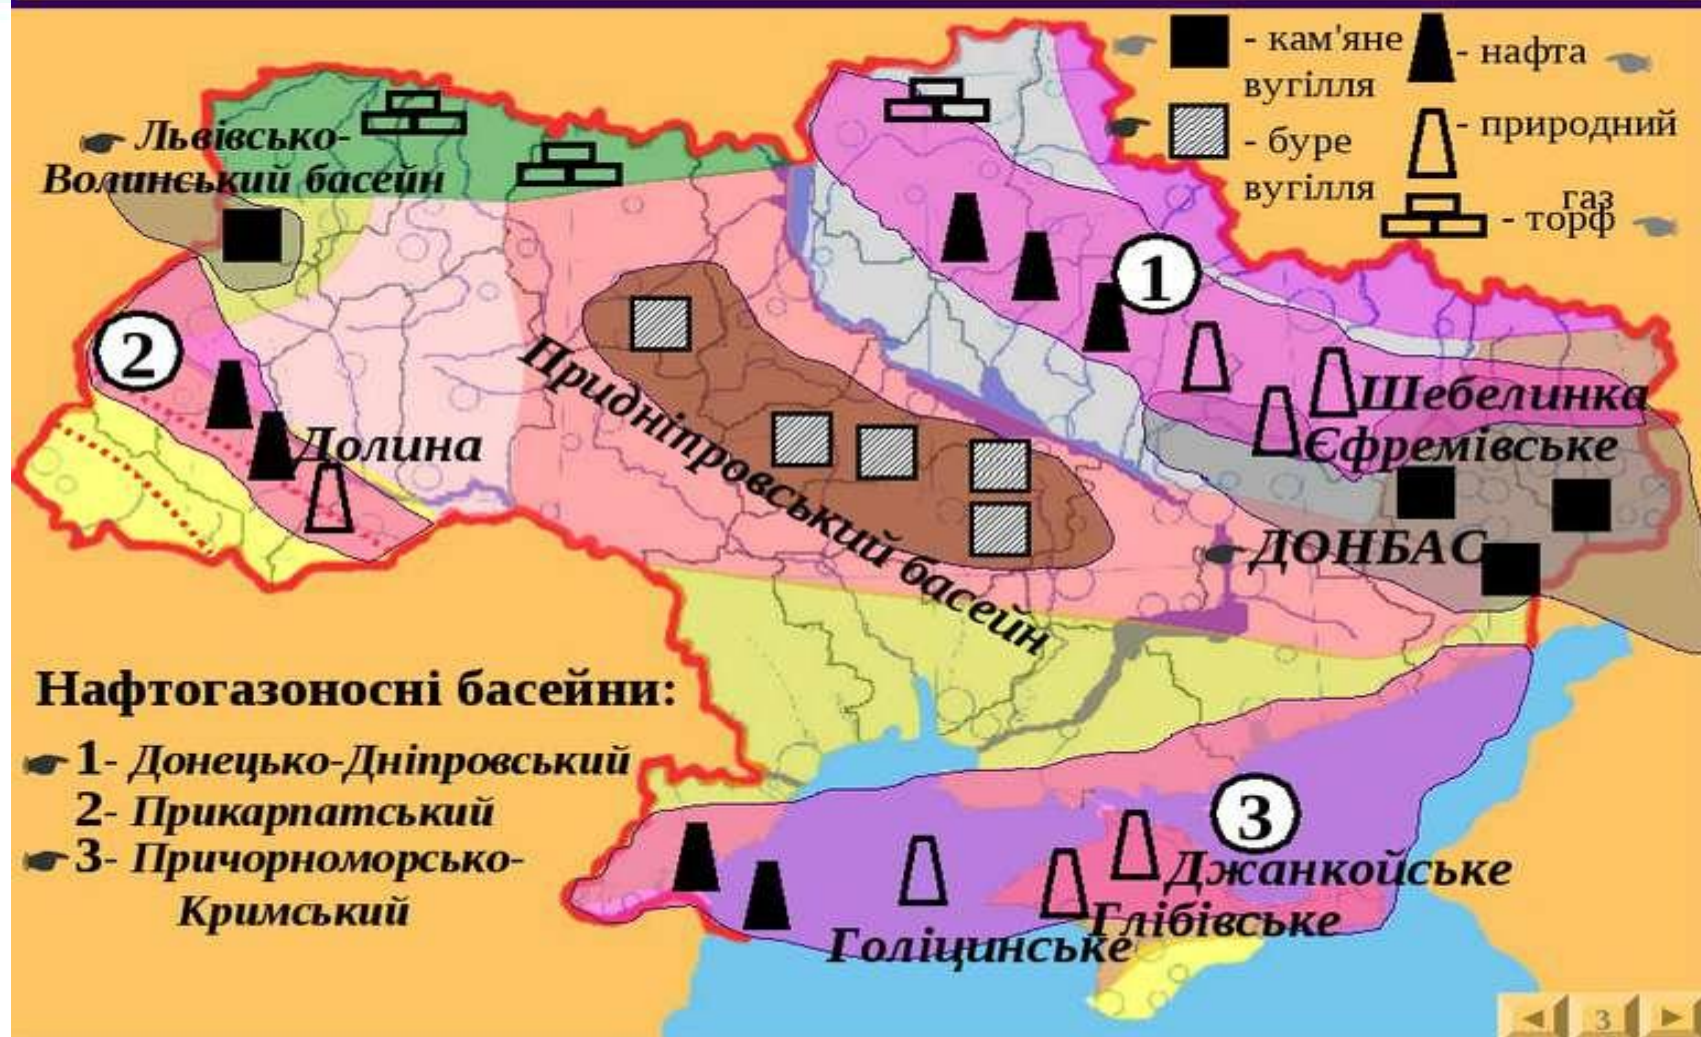 - кам'яне
вугілля
- нафта
- буре
вугілля
- природний
газ
- торф
Львівсько-
Волинський басейн
1
2
Долина
Придніпровський басейн
Шебелинка
Єфремівське
ДОНБАС
Нафтогазоносні басейни:
1- Донецько-Дніпровський
2- Прикарпатський
3- Причорноморсько-
Кримський
3
Джанкойське
Глібівське
Голіцинське
3